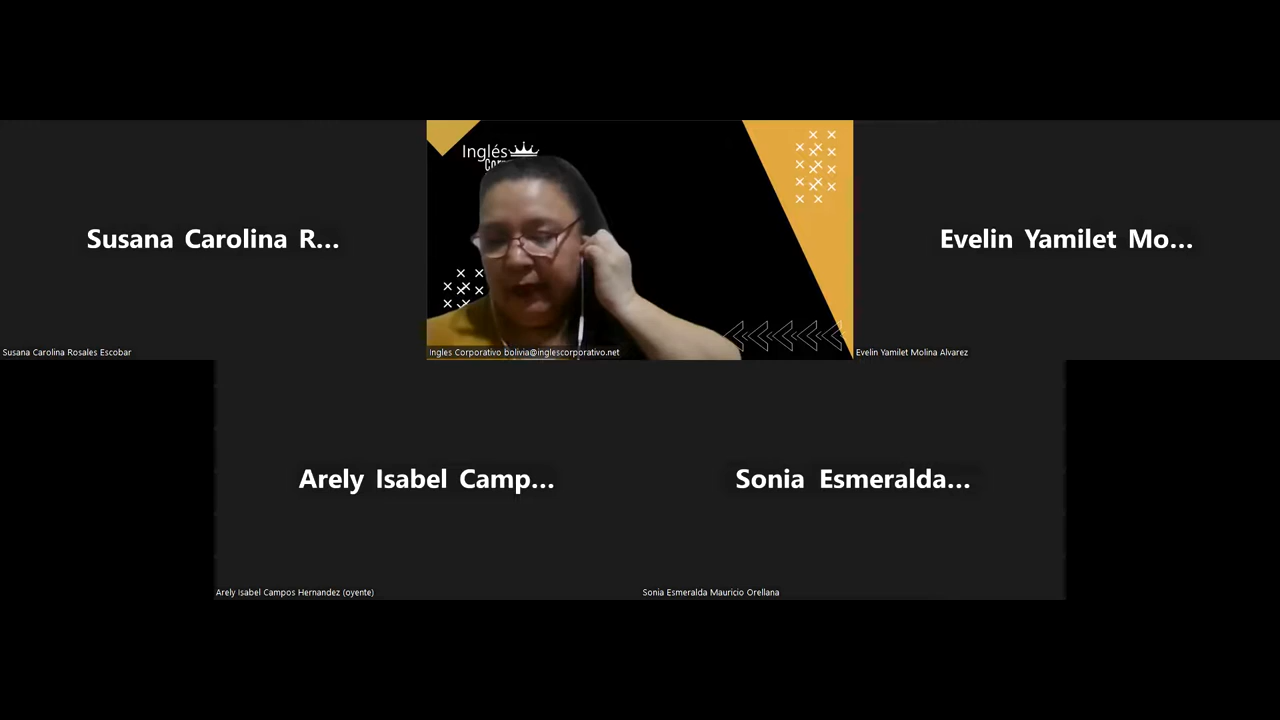 Inglés
Susana Carolina R...
Evelin Yamilet Mo...
Susana Carolina Rosales Escobar
Ingles Corporativo bolivia@inglescorporativo.net
Evelin Yamilet Molina Alvarez
Arely Isabel Camp...
Sonia Esmeralda...
Arely Isabel Campos Hernandez (oyente)
Sonia Esmeralda Mauricio Orellana